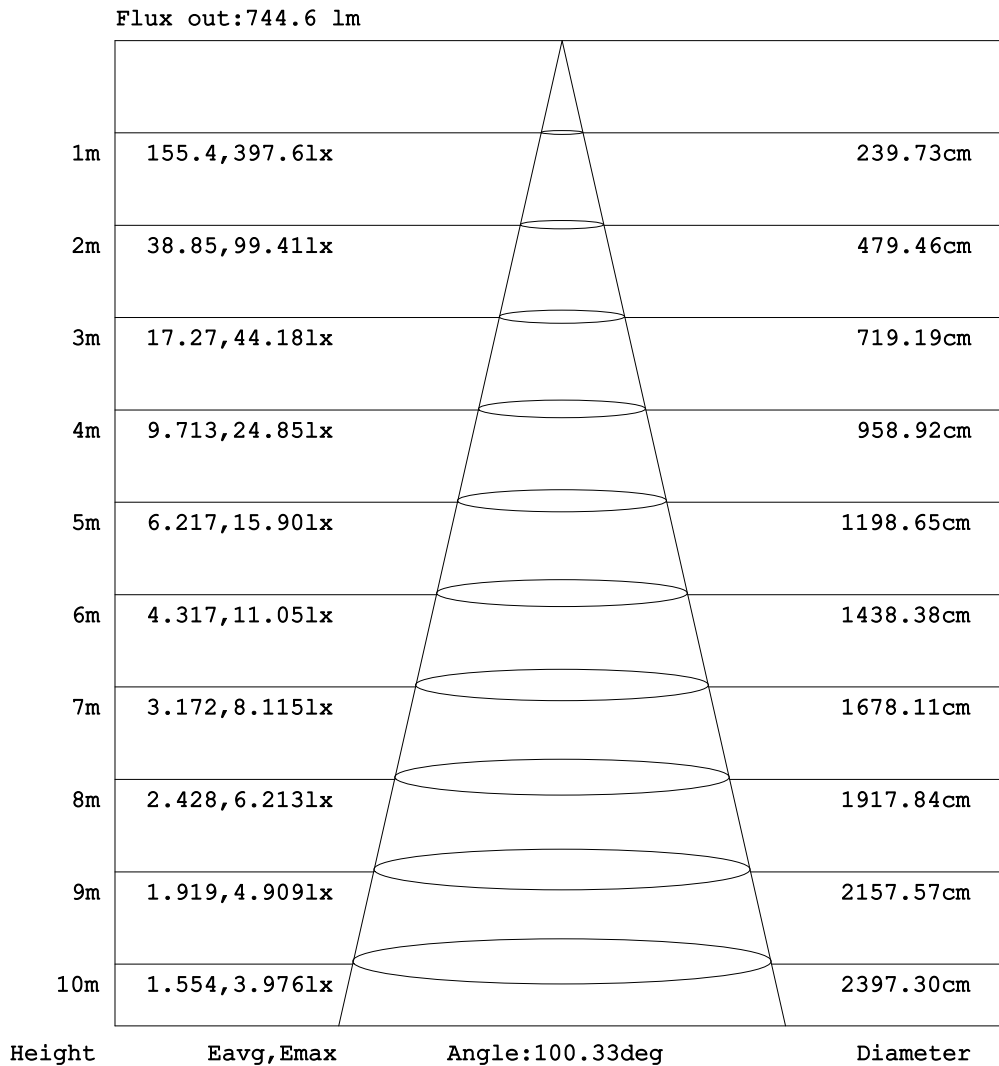 Flux out:744.6 lm
1m 155.4,397.6lx 239.73cm
2m 38.85,99.41lx 479.46cm
3m 17.27,44.18lx 719.19cm
4m 9.713,24.85lx 958.92cm
5m 6.217,15.90lx 1198.65cm
6m 4.317,11.05lx 1438.38cm
7m 3.172,8.115lx 1678.11cm
8m 2.428,6.213lx 1917.84cm
9m 1.919,4.909lx 2157.57cm
10m 1.554,3.976lx 2397.30cm
Height Eavg,Emax Angle:100.33deg Diameter